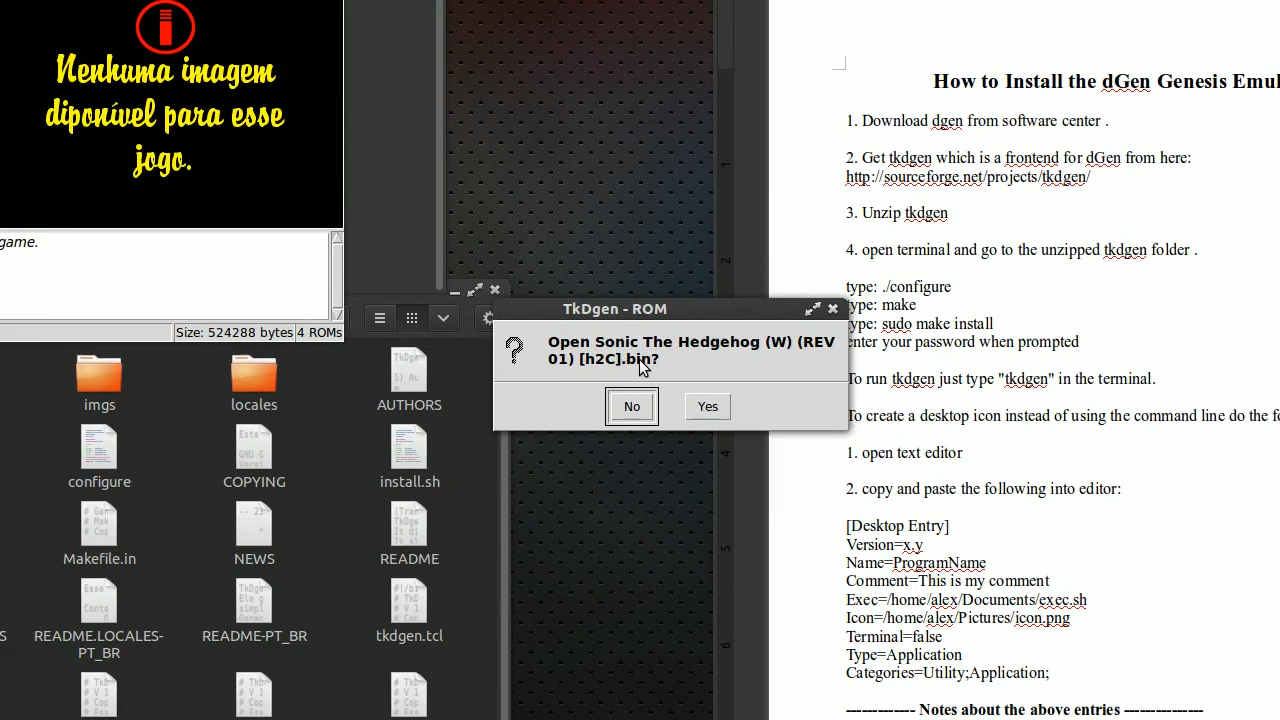 Nenhuma imagem
diponível para esse
jogo.
game.
Size: 524288 bytes 4 ROMs
imgs
locales
AUTHORS
configure
COPYING
install.sh
Makefile.in
NEWS
README
README.LOCALES-
PT_BR
README-PT_BR
tkdgen.tcl
TkDgen - ROM
Open Sonic The Hedgehog (W) (REV
01) [h2C].bin?
No
Yes
1
2
4
5
6
How to Install the dGen Genesis Emul
1. Download dgen from software center .
2. Get tkdgen which is a frontend for dGen from here:
http://sourceforge.net/projects/tkdgen/
3. Unzip tkdgen
4. open terminal and go to the unzipped tkdgen folder .
type: ./configure
type: make
type: sudo make install
enter your password when prompted
To run tkdgen just type "tkdgen" in the terminal.
To create a desktop icon instead of using the command line do the fo
1. open text editor
2. copy and paste the following into editor:
[Desktop Entry]
Version=x.y
Name=ProgramName
Comment=This is my comment
Exec=/home/alex/Documents/exec.sh
Icon=/home/alex/Pictures/icon.png
Terminal=false
Type=Application
Categories=Utility;Application;
------------- Notes about the above entries ---------------